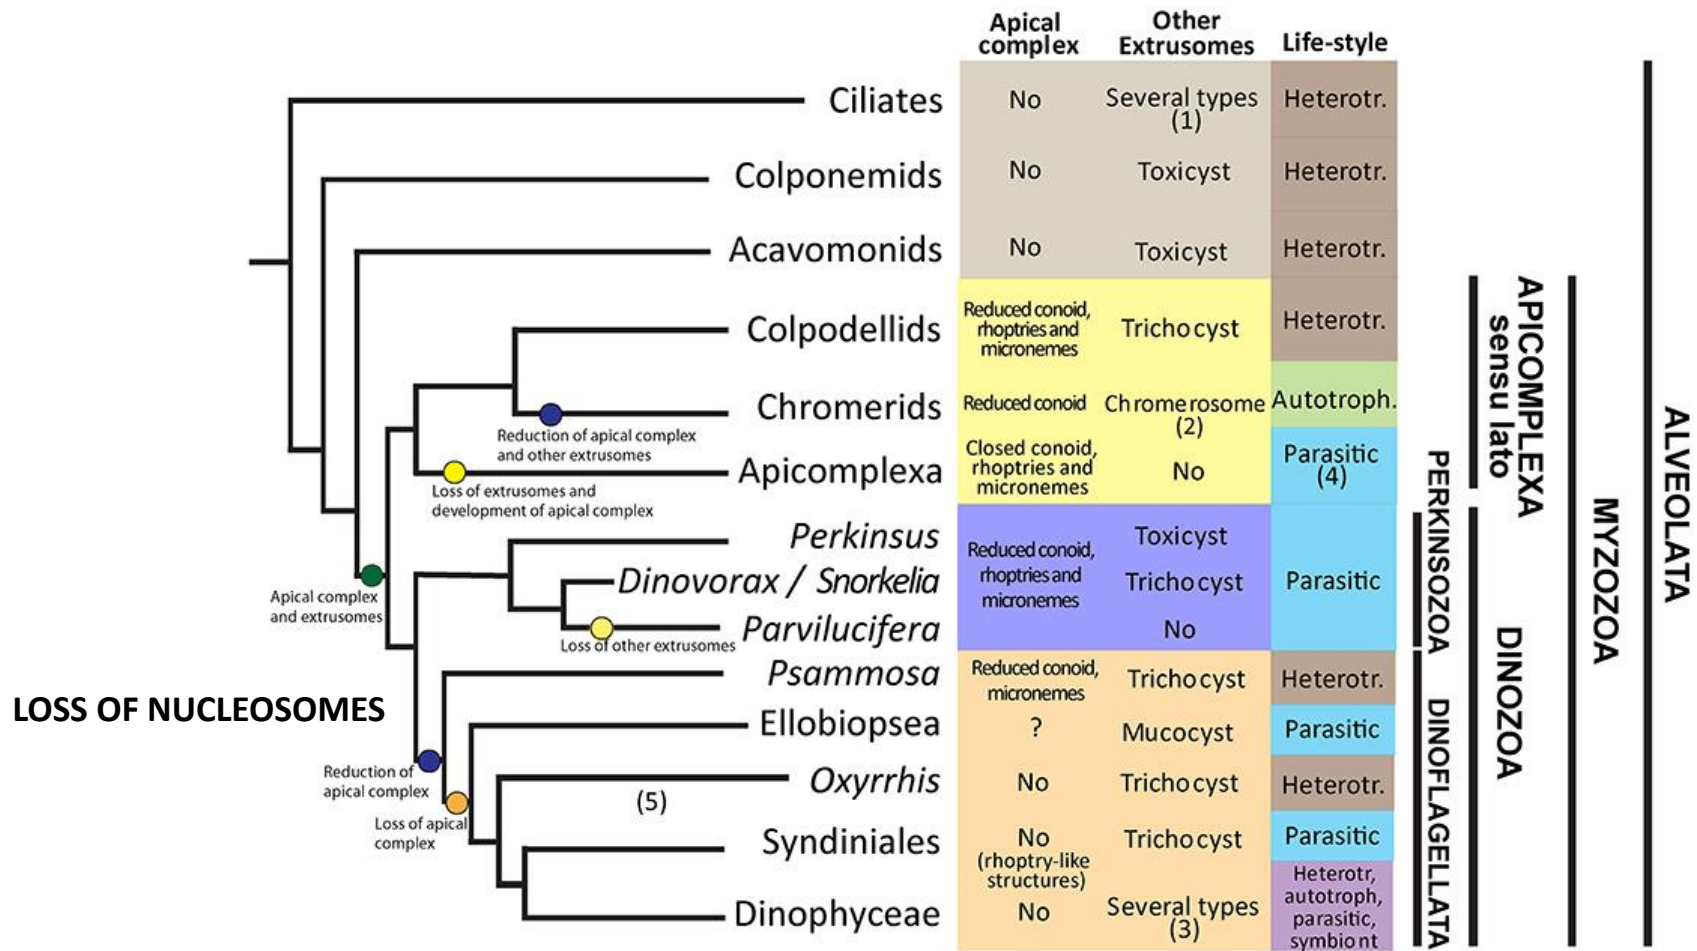 Apical
complex
Other
Extrusomes
Life-style
Ciliates
No
Several types
(1)
Heterotr.
Colponemids
No
Toxicyst
Heterotr.
Acavomonids
No
Toxicyst
Heterotr.
Colpodellids
Reduced conoid,
rhoptries and
micronemes
Trichocyst
Heterotr.
Chromerids
Reduced conoid
Chromerosome
(2)
Autotroph.
Reduction of apical complex
and other extrusomes
Apicomplexa
Closed conoid,
rhoptries and
micronemes
No
Parasitic
(4)
Loss of extrusomes and
development of apical complex
Perkinsus
Toxicyst
Dinovorax / Snorkelia
Reduced conoid,
rhoptries and
micronemes
Trichocyst
Parasitic
Apical complex
and extrusomes
Parvilucifera
No
Loss of other extrusomes
Psammosa
Reduced conoid,
micronemes
Trichocyst
Heterotr.
LOSS OF NUCLEOSOMES
Ellobiopsea
?
Mucocyst
Parasitic
Reduction of
apical complex
Oxyrrhis
No
Trichocyst
Heterotr.
(5)
Loss of apical
complex
Syndiniales
No
(rhoptry-like
structures)
Trichocyst
Parasitic
Dinophyceae
No
Several types
(3)
Heterotr,
autotroph,
parasitic,
symbiont
APICOMPLEXA
sensu lato
PERKINSOZOA
DINOFLAGELLATA
DINOZOA
MYZOZOA
ALVEOLATA